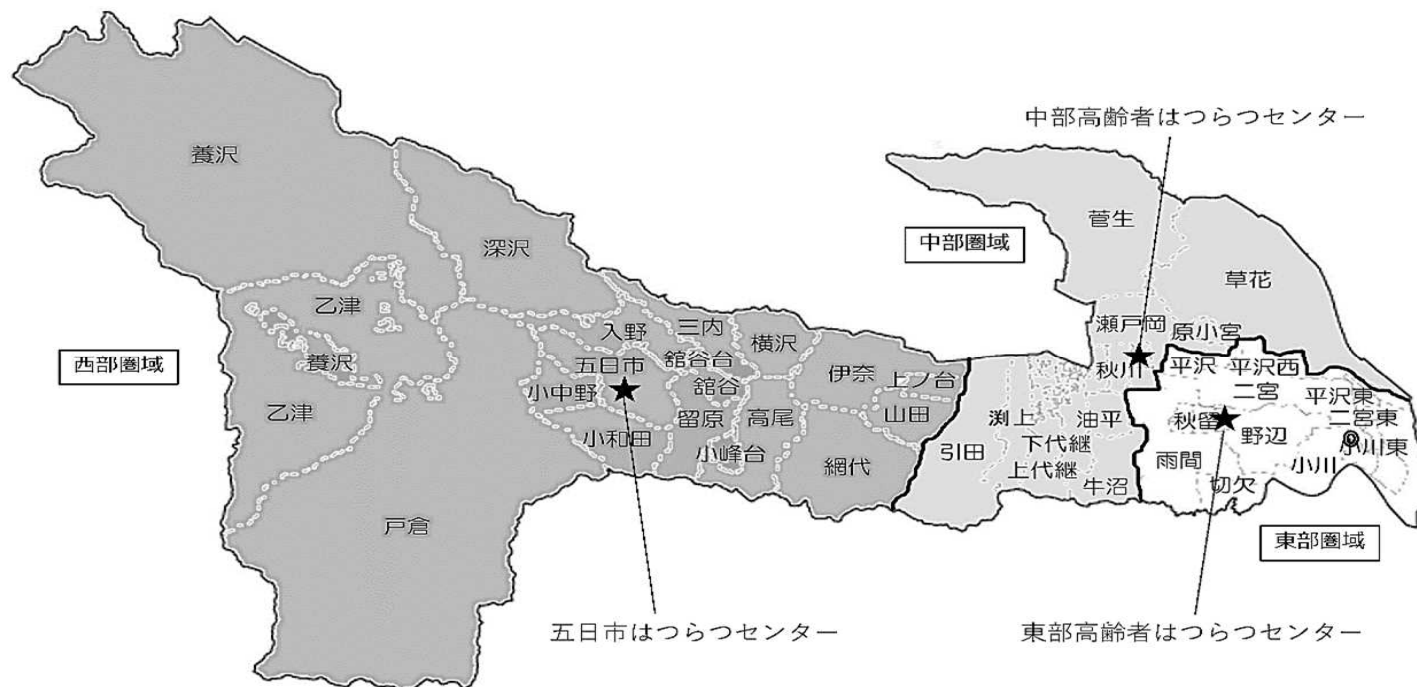 中部高齢者はつらつセンター
養沢
菅生
深沢
中部圏域
草花
乙津
瀬戸岡
原小宮
入野
三内
横沢
西部圏域
養沢
五日市
舘谷台
伊奈
上ノ台
秋川
平沢
平沢西
二宮
平沢東
小中野
舘谷
乙津
留原
高尾
山田
渕上
油平
秋留
野辺
二宮東
小川東
小和田
小峰台
網代
引田
下代継
上代継
牛沼
雨間
小川
切欠
戸倉
東部圏域
五日市はつらつセンター
東部高齢者はつらつセンター